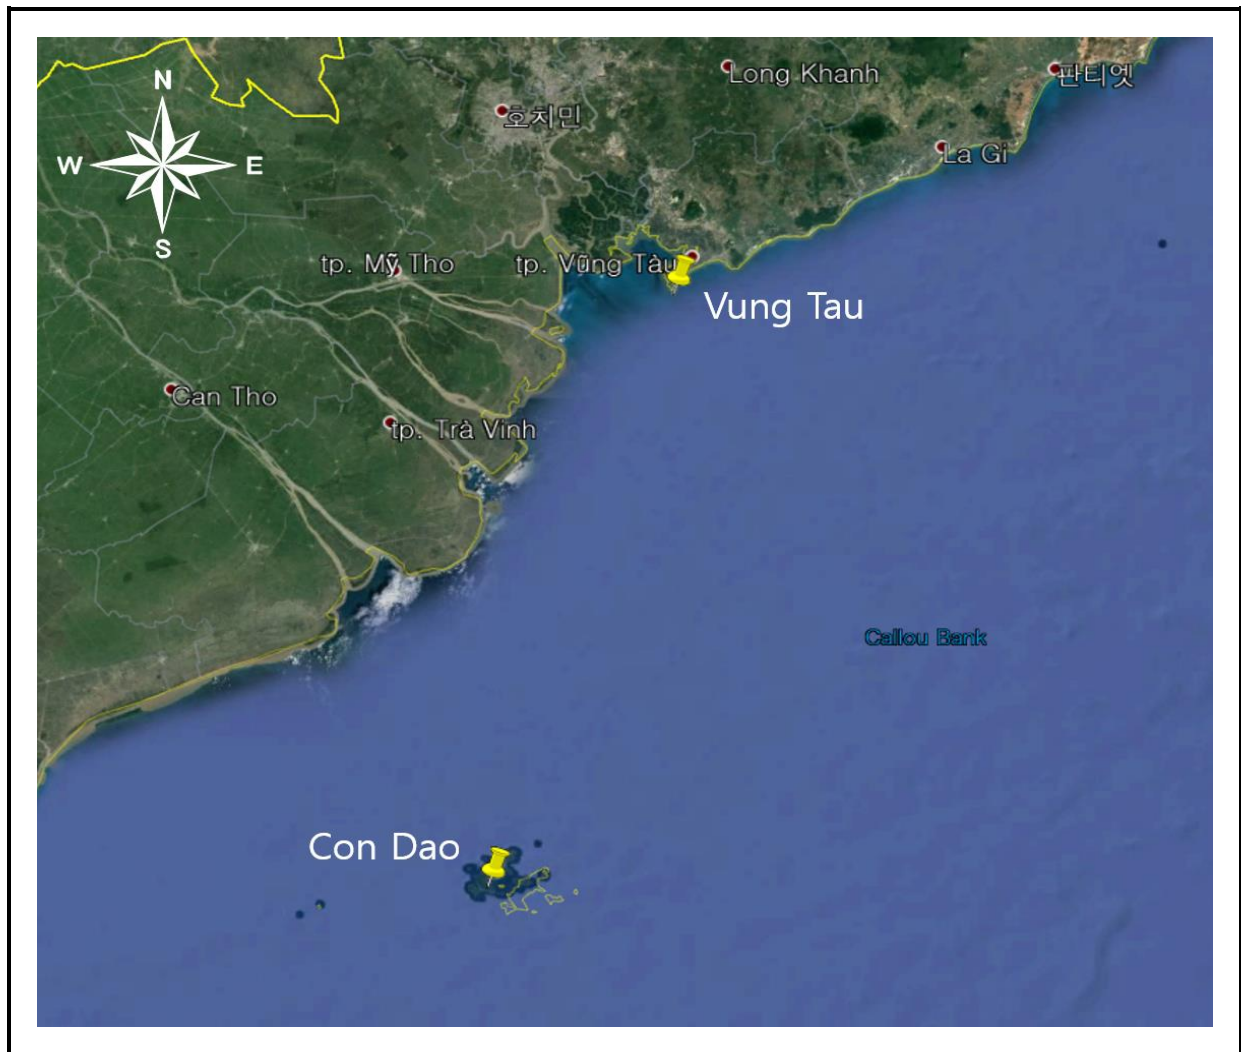 N
Long Khanh
판티엣
호치민
W
E
La Gi
S
tp. Mỹ Tho
tp. Vũng Tàu
Vung Tau
Can Tho
tp. Trà Vinh
Callou Bank
Con Dao